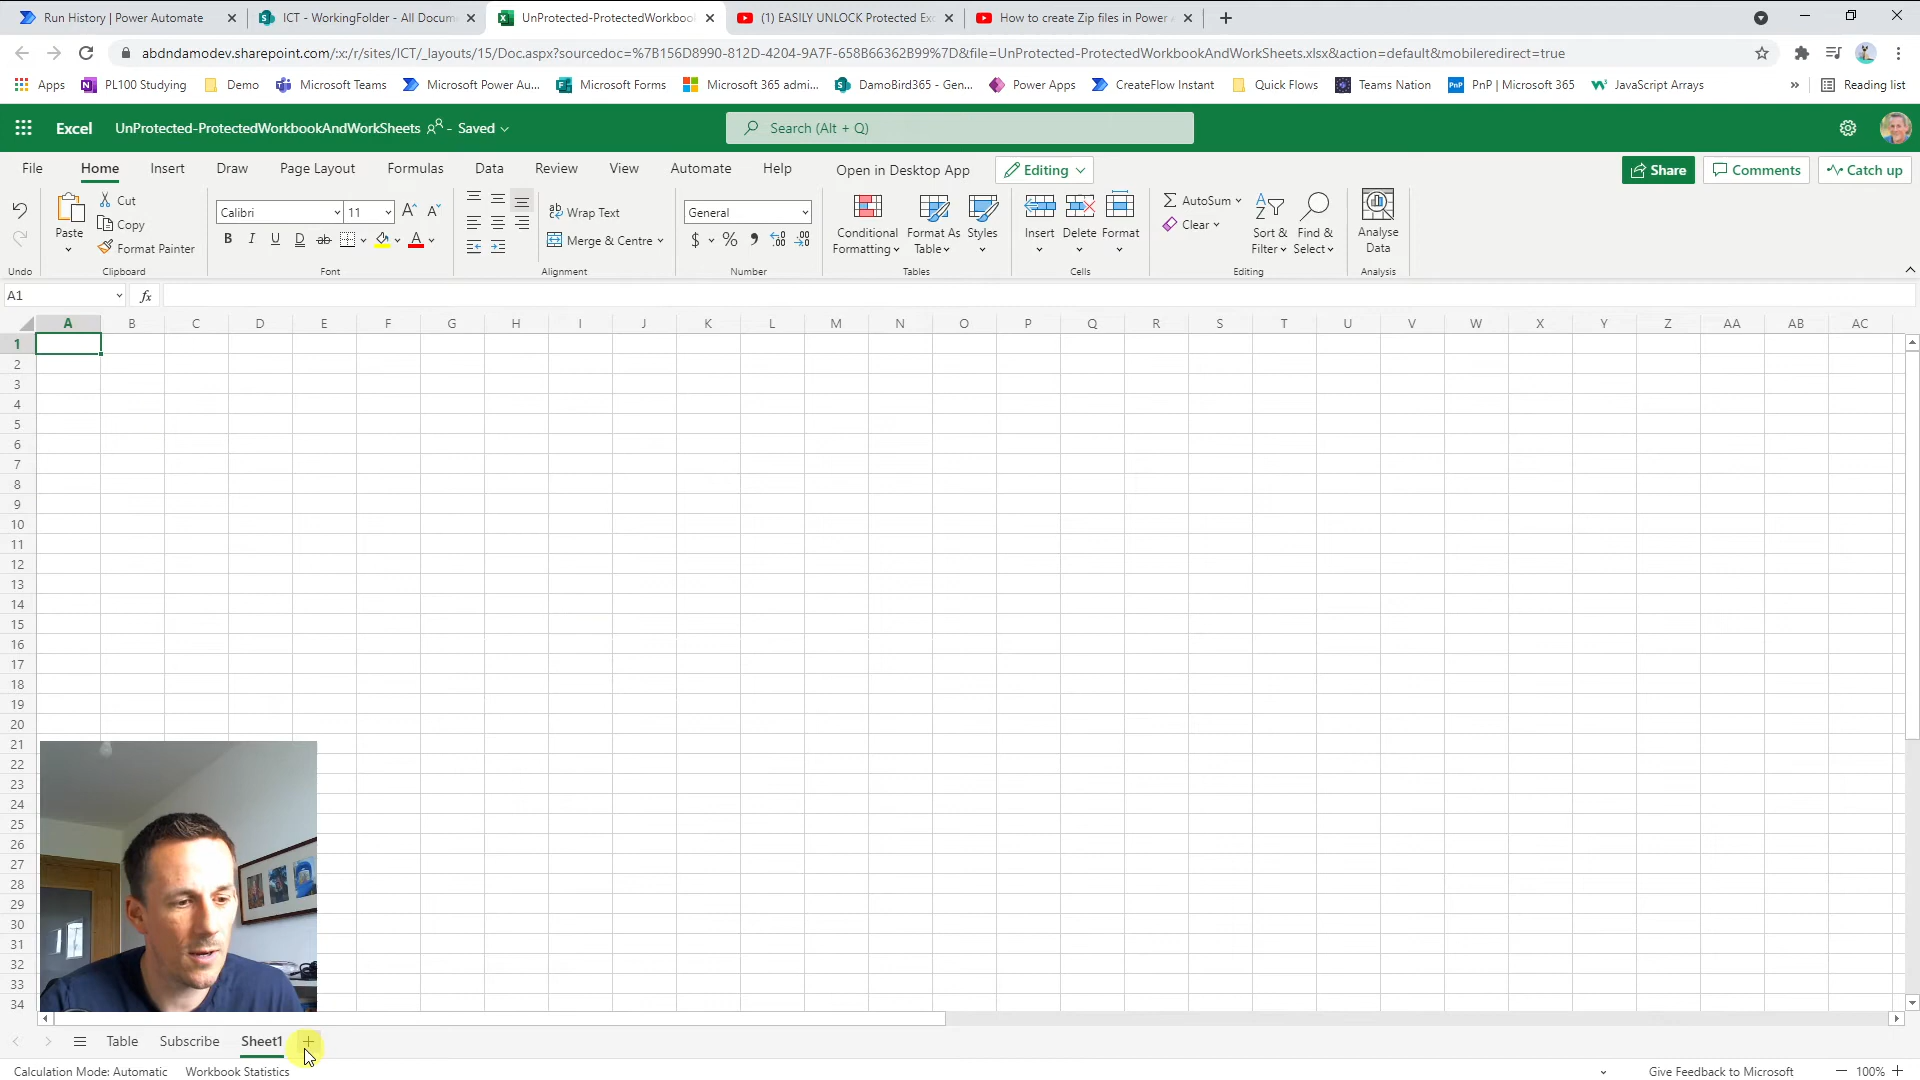 Run History | Power Automate
ICT - WorkingFolder - All Docum
UnProtected-ProtectedWorkboo
(1) EASILY UNLOCK Protected Ex
How to create Zip files in Power
abdndamodev.sharepoint.com/:x:/r/sites/ICT/_layouts/15/Doc.aspx?sourcedoc=%7B156D8990-812D-4204-9A7F-658B66362B99%7D&file=UnProtected-ProtectedWorkbookAndWorkSheets.xlsx&action=default&mobileredirect=true
Apps PL100 Studying Demo Microsoft Teams Microsoft Power Au... Microsoft Forms Microsoft 365 admi... DamoBird365 - Gen... Power Apps CreateFlow Instant Quick Flows Teams Nation PnP PnP | Microsoft 365 JavaScript Arrays » Reading list
Excel UnProtected-ProtectedWorkbookAndWorkSheets - Saved Search (Alt + Q)
File Home Insert Draw Page Layout Formulas Data Review View Automate Help Open in Desktop App Editing Share Comments Catch up
Paste Cut
Copy
Format Painter
Calibri 11
B I U D ab A
Wrap Text
Merge & Centre
General
$ % 9
Conditional Formatting
Format As Table
Styles
Insert
Delete
Format
AutoSum
Clear
Sort & Filter
Find & Select
Analyse Data
Undo Clipboard Font Alignment Number Tables Cells Editing Analysis
A1 fx
A B C D E F G H I J K L M N O P Q R S T U V W X Y Z AA AB AC
1
2
3
4
5
6
7
8
9
10
11
12
13
14
15
16
17
18
19
20
21
22
23
24
25
26
27
28
29
30
31
32
33
34
Table Subscribe Sheet1 +
Calculation Mode: Automatic Workbook Statistics Give Feedback to Microsoft 100%